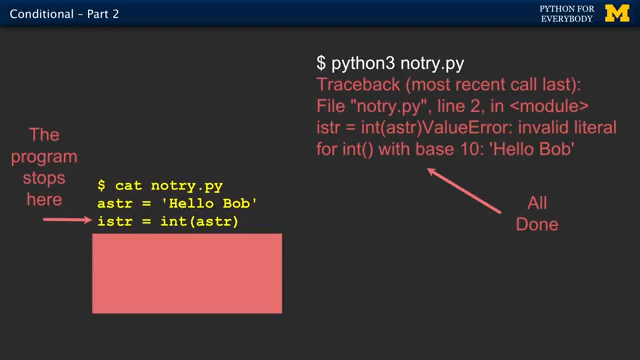 Conditional – Part 2
PYTHON FOR
EVERYBODY
M
$ python3 notry.py
Traceback (most recent call last):
File "notry.py", line 2, in <module>
istr = int(astr)ValueError: invalid literal
for int() with base 10: 'Hello Bob'
The
program
stops
here
$ cat notry.py
astr = 'Hello Bob'
istr = int(astr)
All
Done